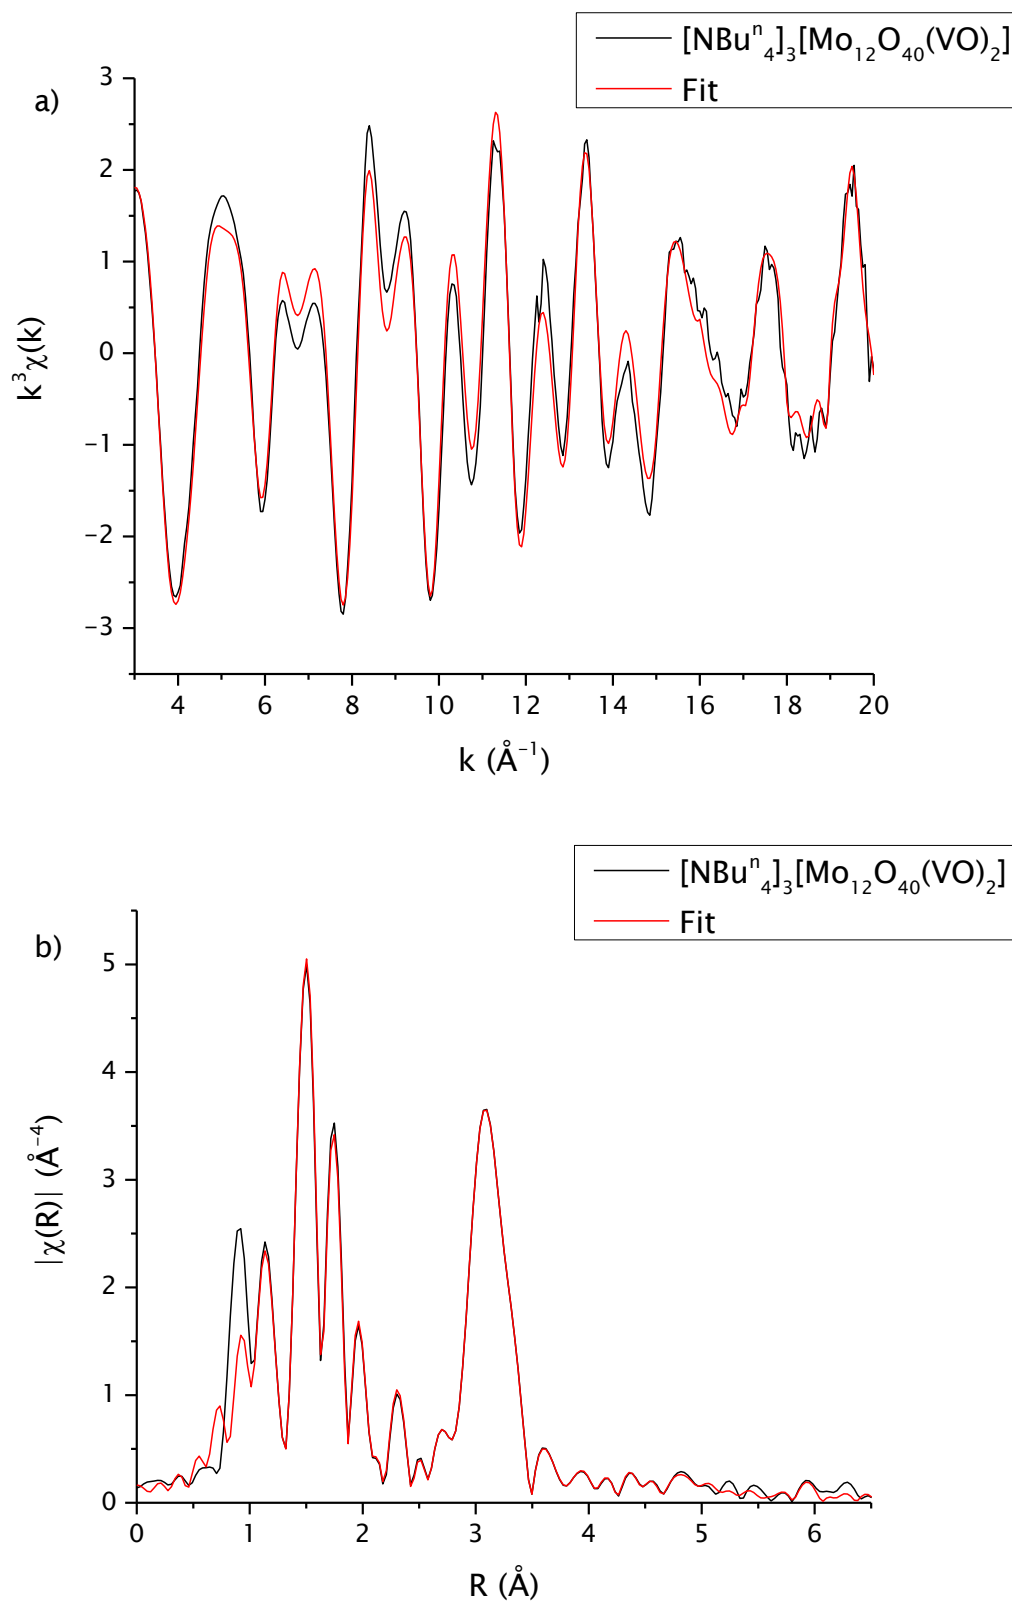 [NBuⁿ₄]₃[Mo₁₂O₄₀(VO)₂]
Fit
a)
3
2
1
0
−1
−2
−3
k³χ(k)
4 6 8 10 12 14 16 18 20
k (Å⁻¹)
[NBuⁿ₄]₃[Mo₁₂O₄₀(VO)₂]
Fit
b)
5
4
3
2
1
0
|χ(R)| (Å⁻⁴)
0 1 2 3 4 5 6
R (Å)